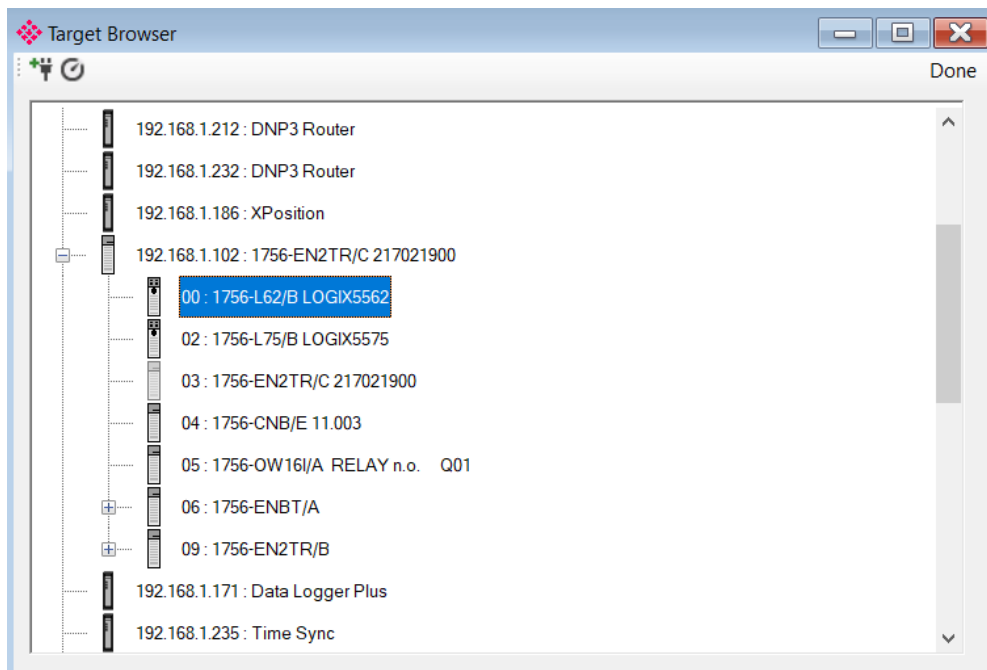 Target Browser
Done
192.168.1.212 : DNP3 Router
192.168.1.232 : DNP3 Router
192.168.1.186 : XPosition
192.168.1.102 : 1756-EN2TR/C 217021900
00 : 1756-L62/B LOGIX5562
02 : 1756-L75/B LOGIX5575
03 : 1756-EN2TR/C 217021900
04 : 1756-CNB/E 11.003
05 : 1756-OW16I/A  RELAY n.o.    Q01
06 : 1756-ENBT/A
09 : 1756-EN2TR/B
192.168.1.171 : Data Logger Plus
192.168.1.235 : Time Sync